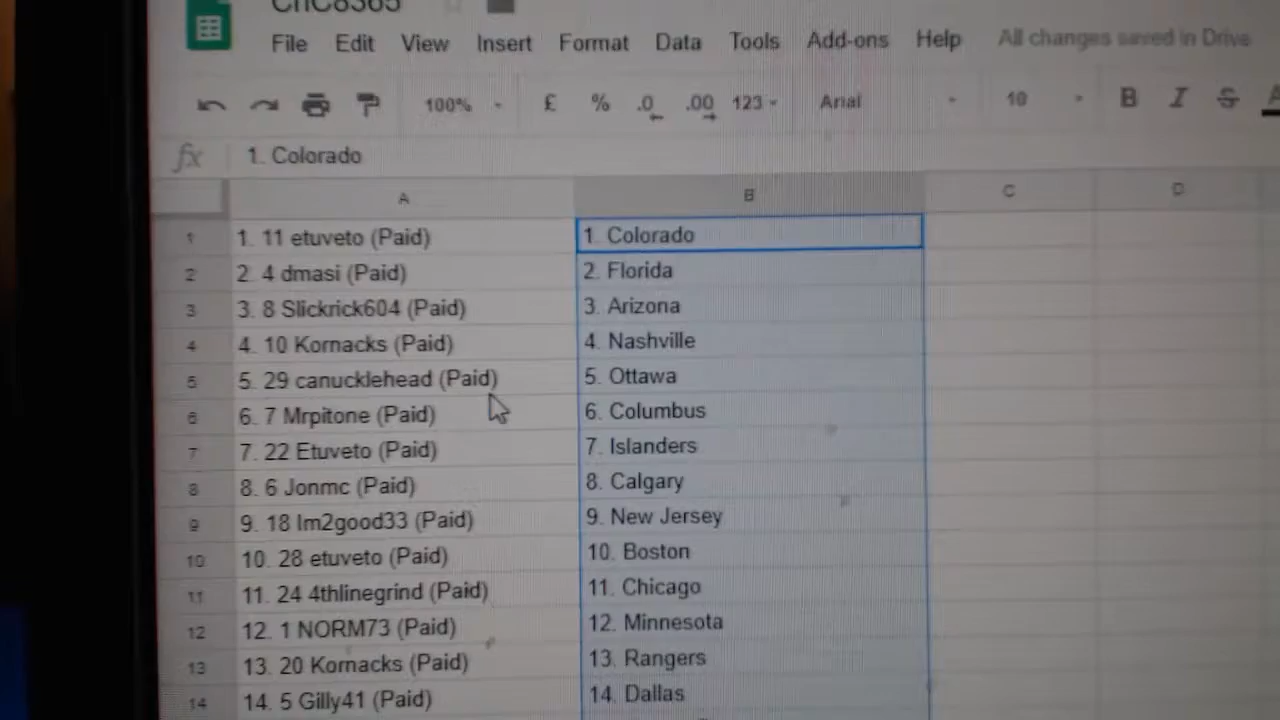 CnC8365
File Edit View Insert Format Data Tools Add-ons Help All changes saved in Drive
100% £ % .0 .00 123 Arial 10 B I S A
fx 1. Colorado
A B C D
1 1. 11 etuveto (Paid) 1. Colorado
2 2. 4 dmasi (Paid) 2. Florida
3 3. 8 Slickrick604 (Paid) 3. Arizona
4 4. 10 Kornacks (Paid) 4. Nashville
5 5. 29 canucklehead (Paid) 5. Ottawa
6 6. 7 Mrpitone (Paid) 6. Columbus
7 7. 22 Etuveto (Paid) 7. Islanders
8 8. 6 Jonmc (Paid) 8. Calgary
9 9. 18 Im2good33 (Paid) 9. New Jersey
10 10. 28 etuveto (Paid) 10. Boston
11 11. 24 4thlinegrind (Paid) 11. Chicago
12 12. 1 NORM73 (Paid) 12. Minnesota
13 13. 20 Kornacks (Paid) 13. Rangers
14 14. 5 Gilly41 (Paid) 14. Dallas